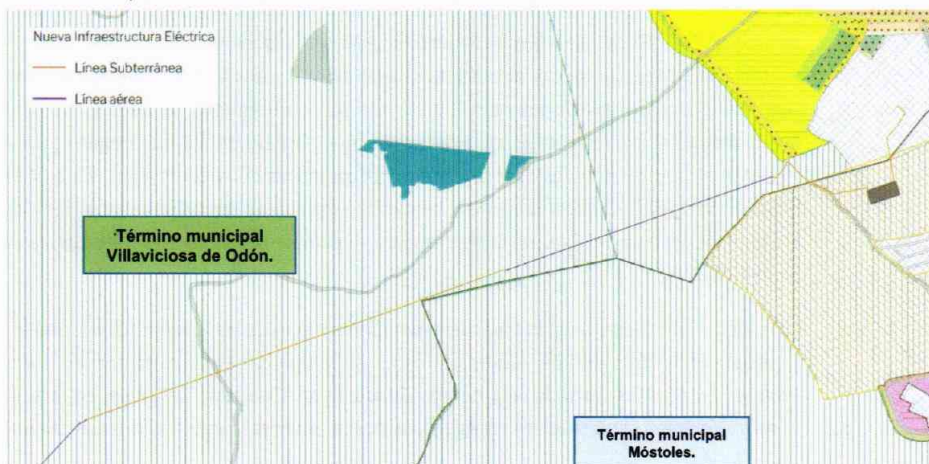 Nueva Infraestructura Eléctrica
Línea Subterránea
Línea aérea
Término municipal
Villaviciosa de Odón.
Término municipal
Móstoles.